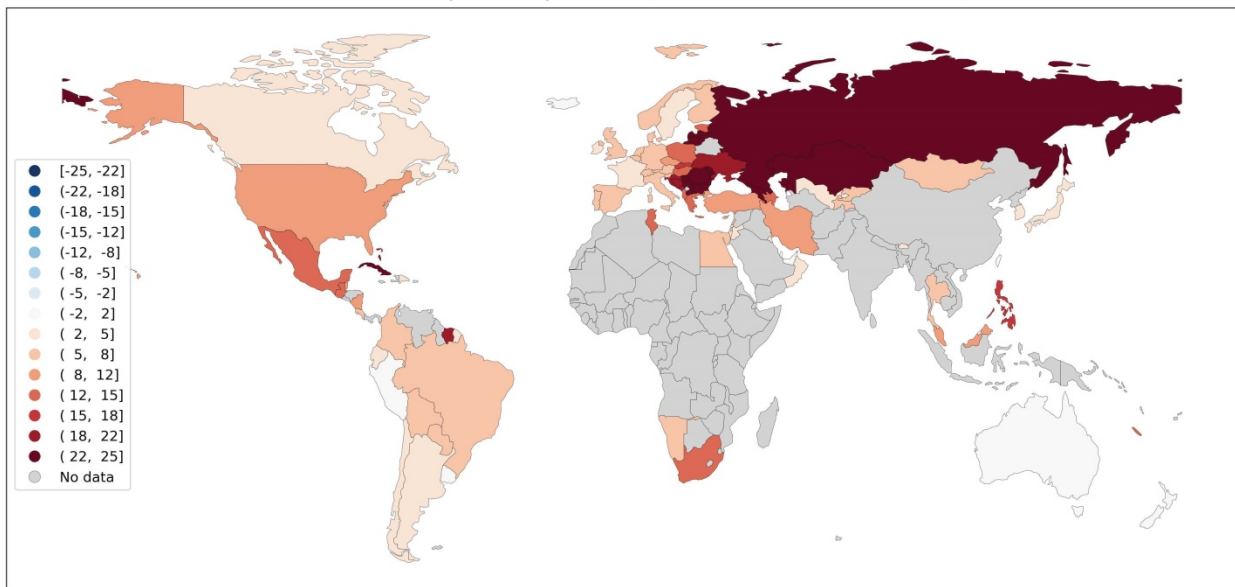 [-25, -22]
(-22, -18]
(-18, -15]
(-15, -12]
(-12, -8]
( -8, -5]
( -5, -2]
( -2, 2]
( 2, 5]
( 5, 8]
( 8, 12]
( 12, 15]
( 15, 18]
( 18, 22]
( 22, 25]
No data